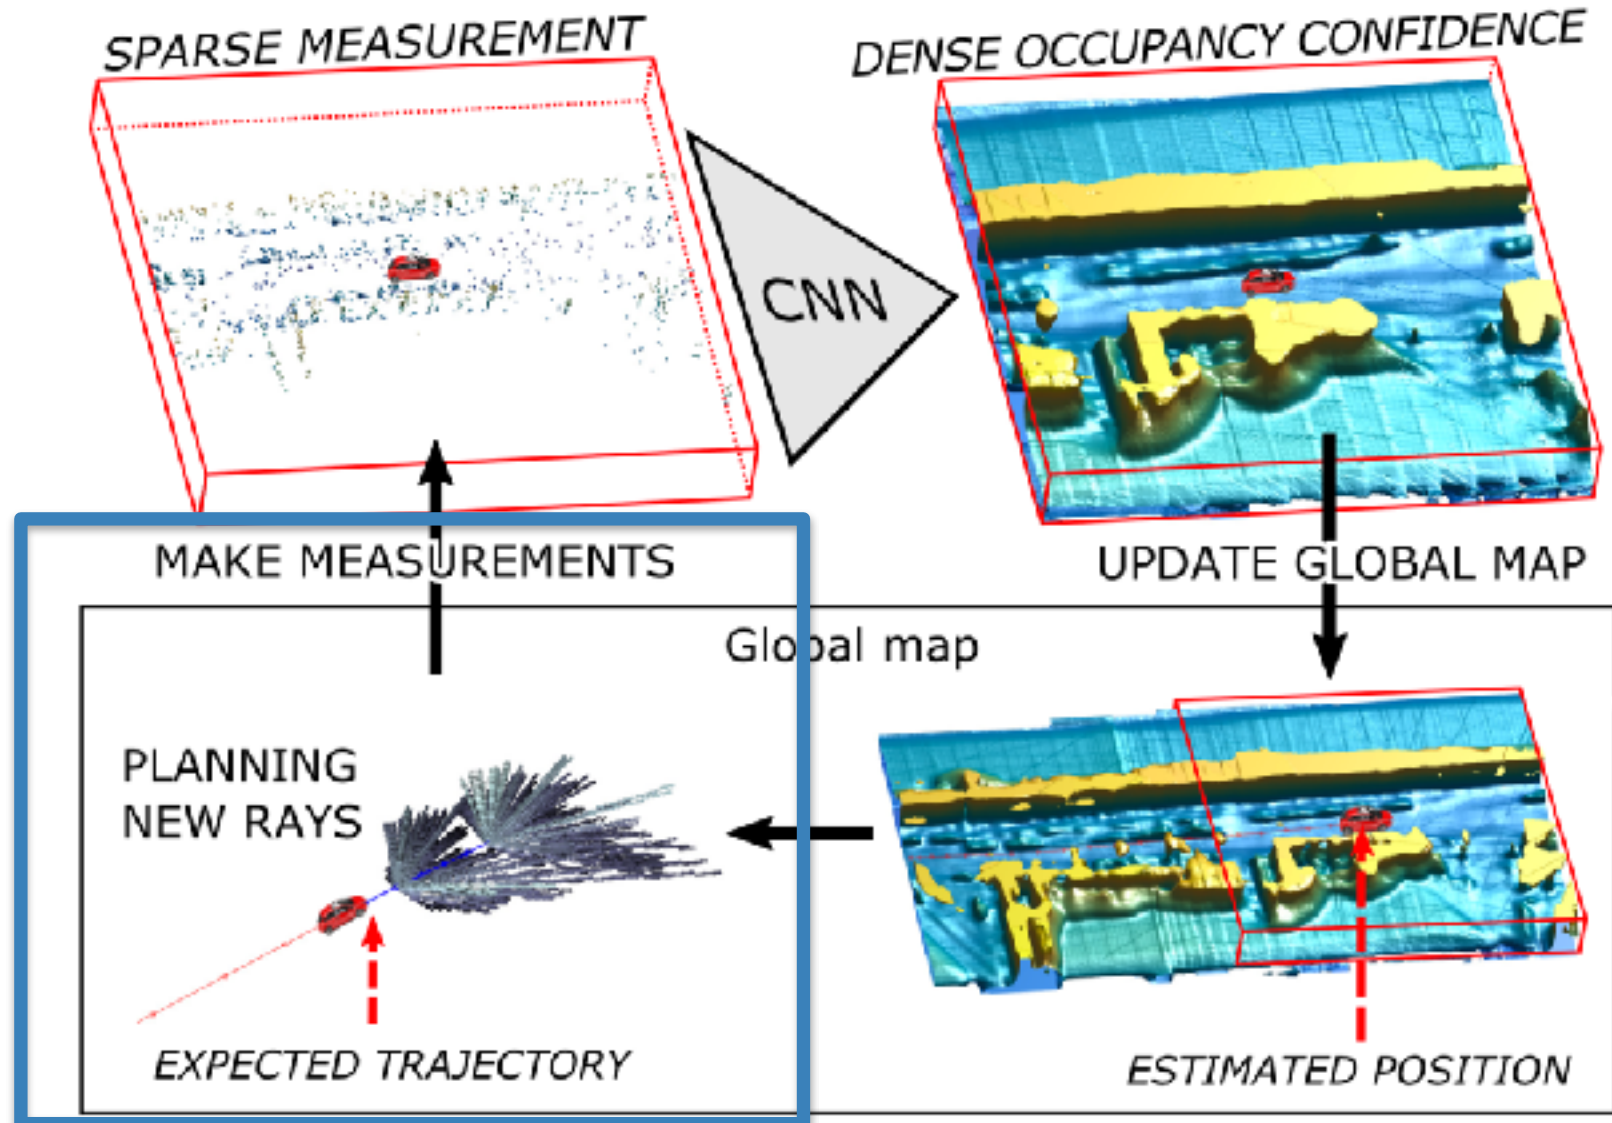 SPARSE MEASUREMENT
DENSE OCCUPANCY CONFIDENCE
CNN
MAKE MEASUREMENTS
UPDATE GLOBAL MAP
Global map
PLANNING
NEW RAYS
EXPECTED TRAJECTORY
ESTIMATED POSITION